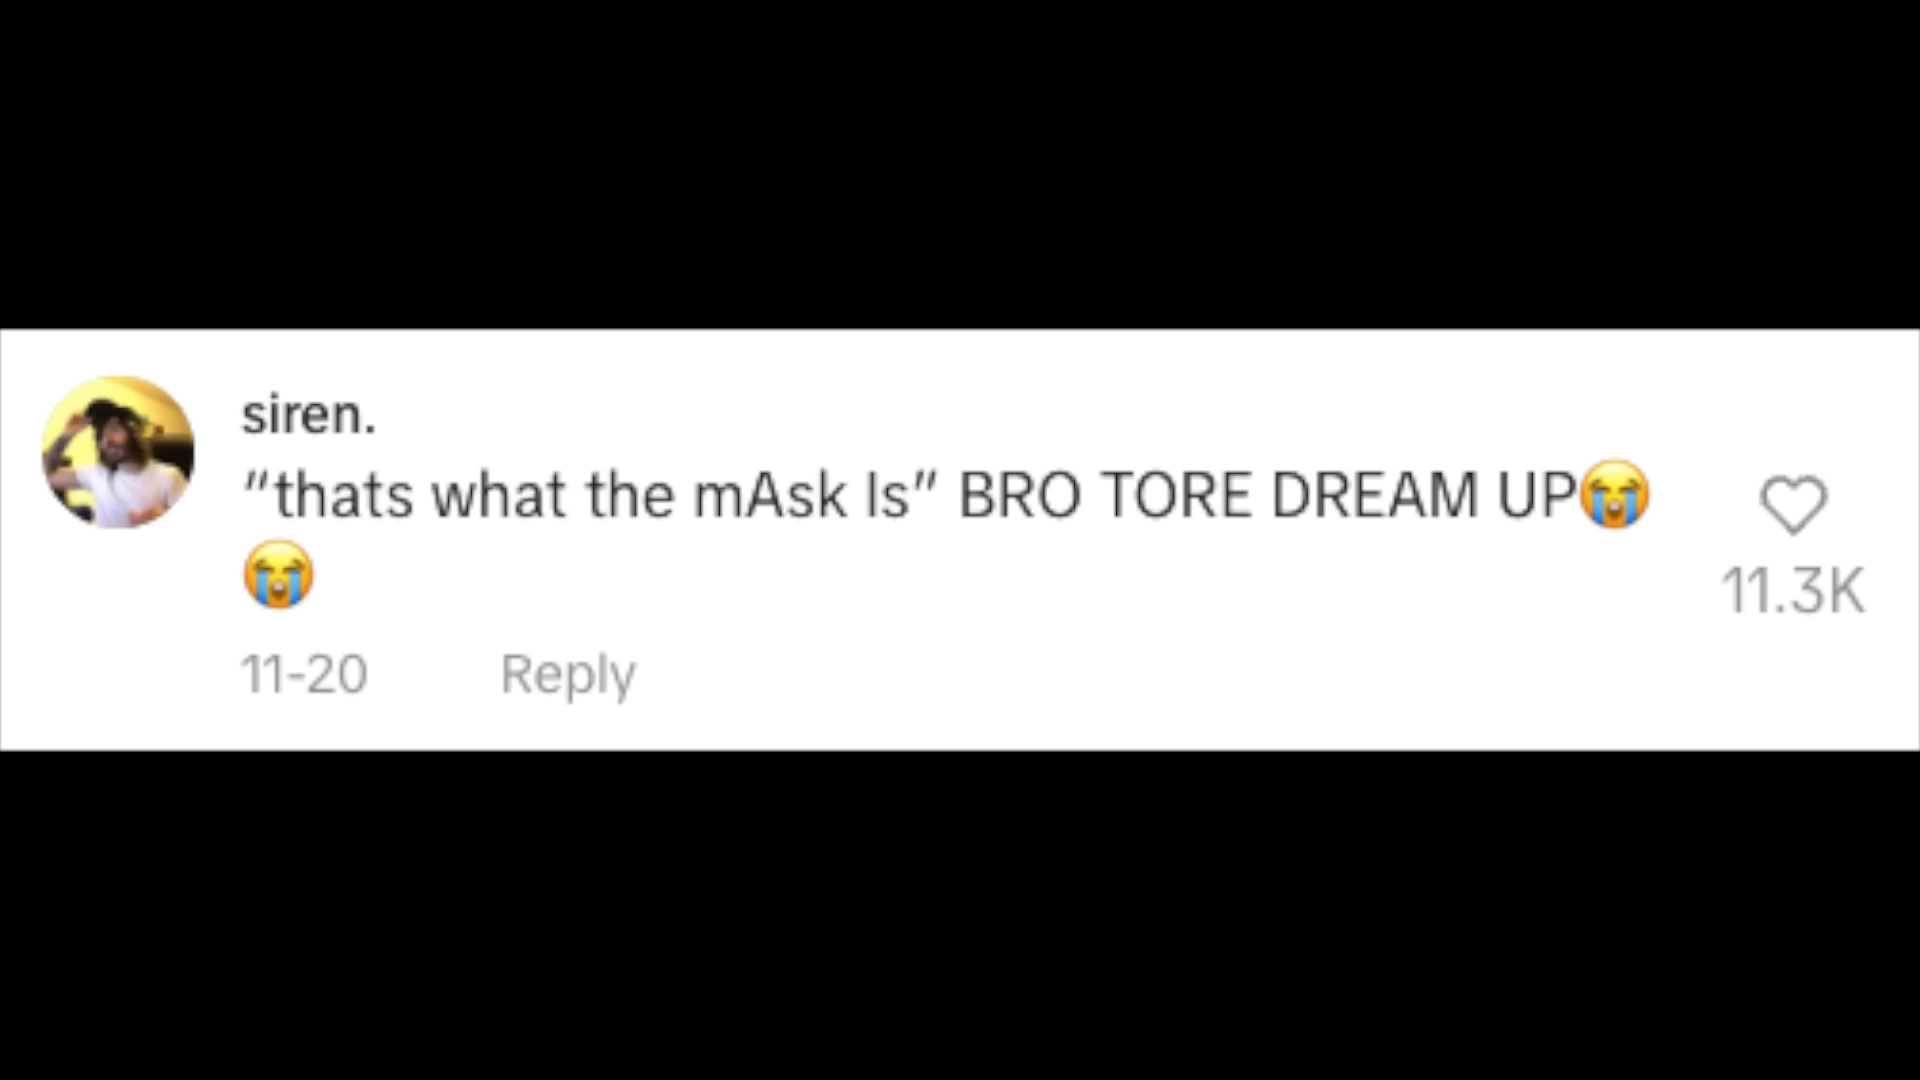 siren.
"thats what the mAsk Is" BRO TORE DREAM UP😭
😭
11-20 Reply
11.3K